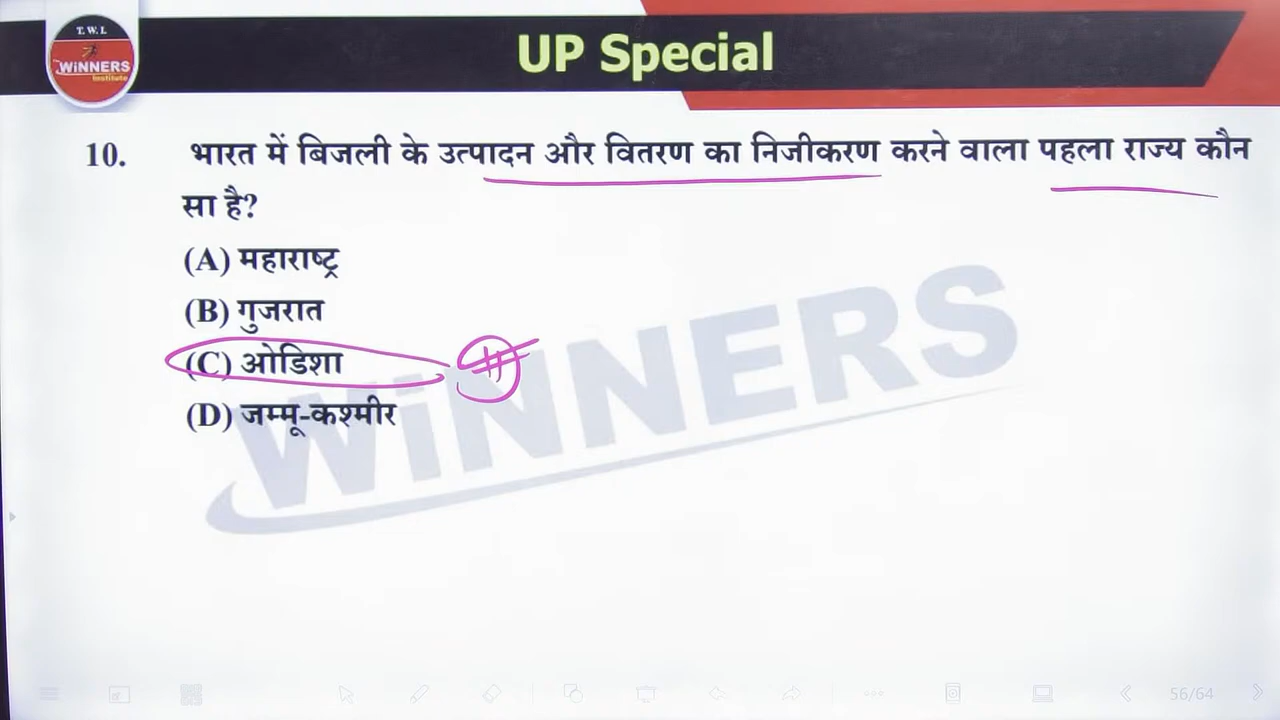 T. W. I.
The
WiNNERS
Institute
UP Special
10. भारत में बिजली के उत्पादन और वितरण का निजीकरण करने वाला पहला राज्य कौन
सा है?
(A) महाराष्ट्र
(B) गुजरात
(C) ओडिशा
(D) जम्मू-कश्मीर
WiNNERS
56/64